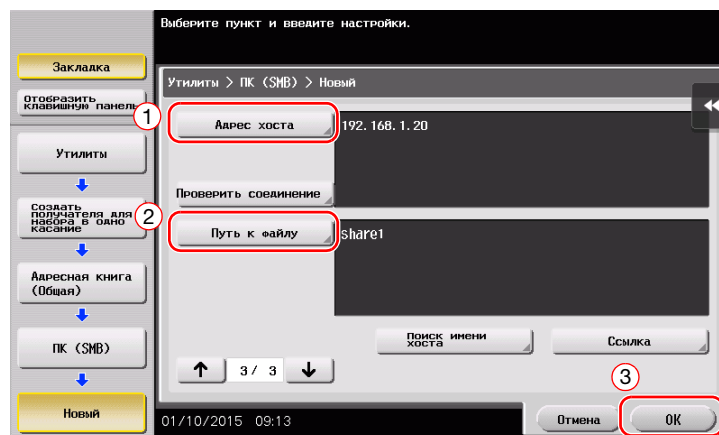 Выберите пункт и введите настройки.
Закладка
Отобразить
клавишную панель
Утилиты
Создать
получателя для
набора в одно
касание
Адресная книга
(Общая)
ПК (SMB)
Новый
Утилиты > ПК (SMB) > Новый
1
Адрес хоста
192.168.1.20
Проверить соединение
2
Путь к файлу
share1
Поиск имени
хоста
Ссылка
3/ 3
3
01/10/2015 09:13
Отмена
OK